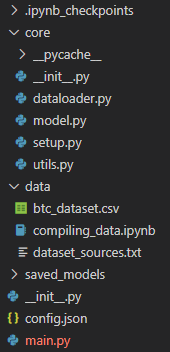 .ipynb_checkpoints
core
__pycache__
__init__.py
dataloader.py
model.py
setup.py
utils.py
data
btc_dataset.csv
compiling_data.ipynb
dataset_sources.txt
saved_models
__init__.py
config.json
main.py